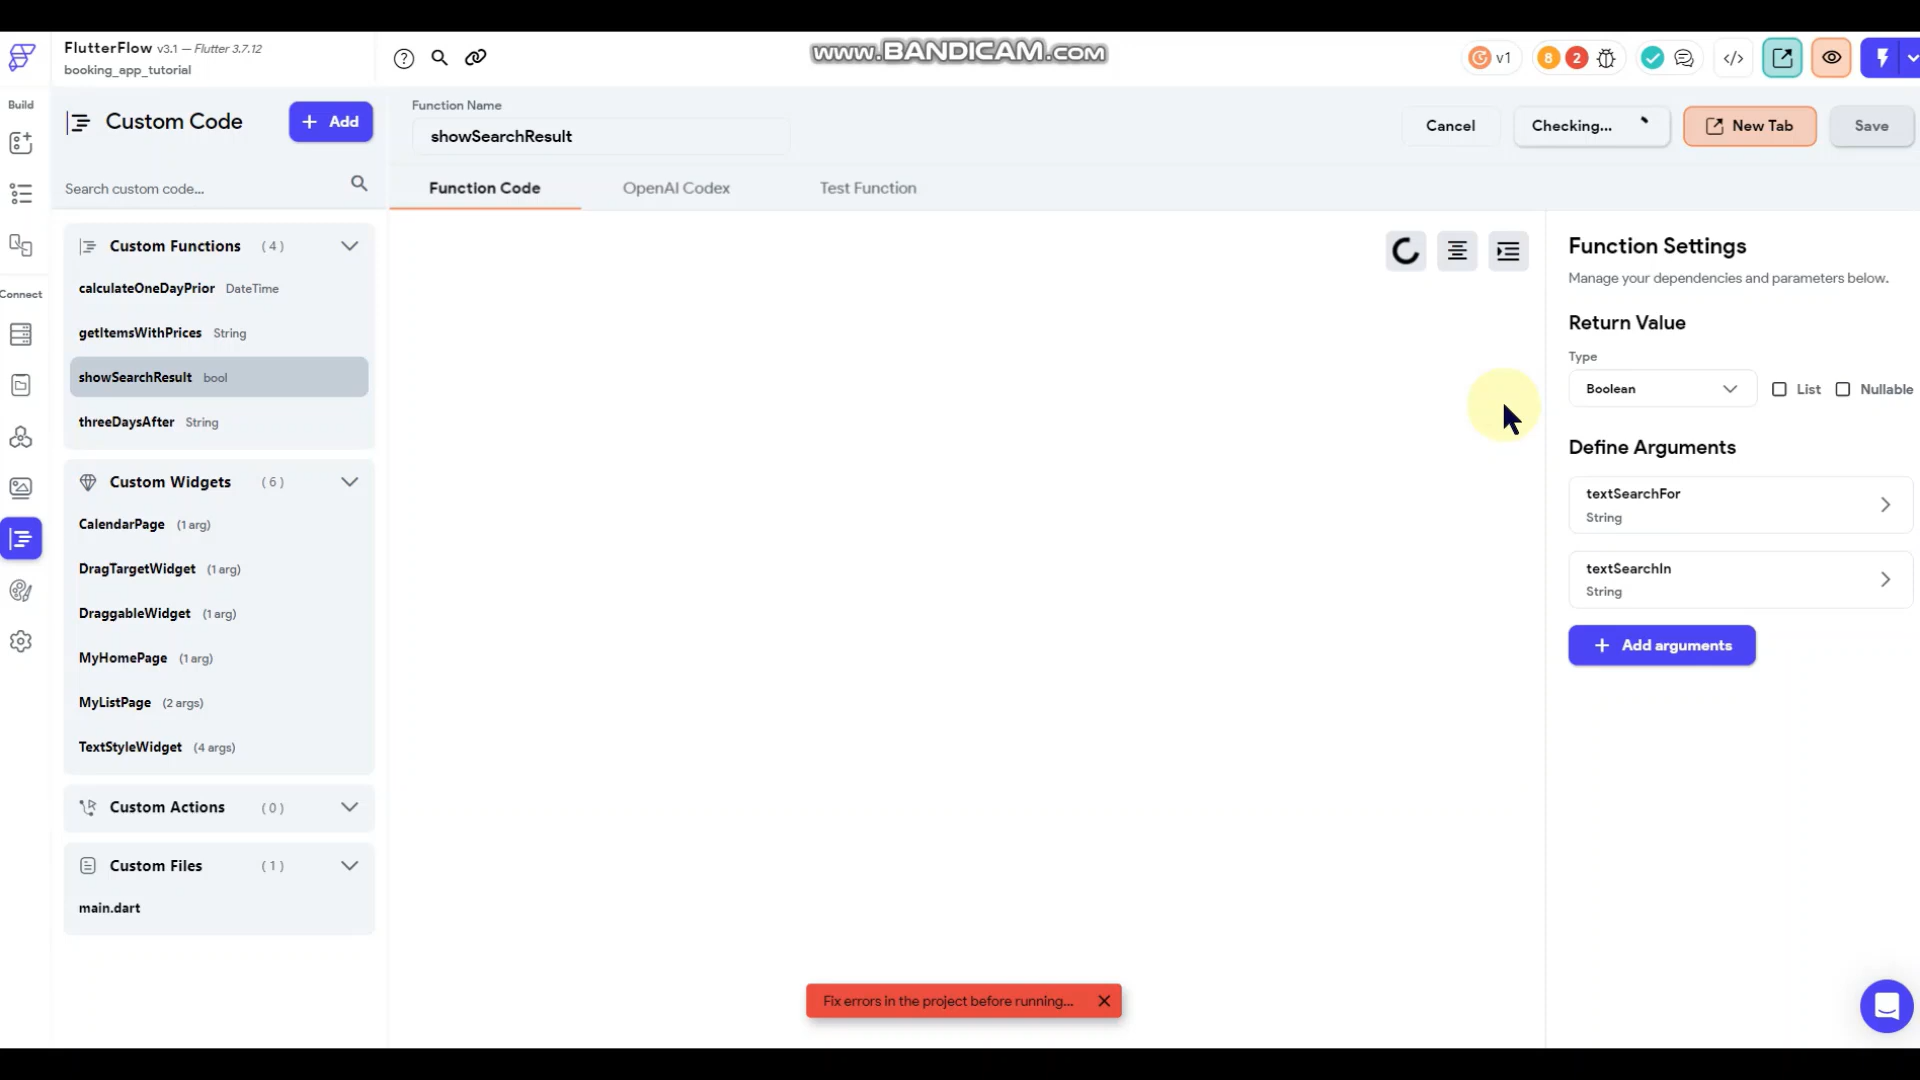 FlutterFlow v3.1 — Flutter 3.7.12
booking_app_tutorial
www.BANDICAM.com
v1
8
2
Build
Connect
Custom Code
Add
Search custom code...
Custom Functions (4)
calculateOneDayPrior DateTime
getItemsWithPrices String
showSearchResult bool
threeDaysAfter String
Custom Widgets (6)
CalendarPage (1 arg)
DragTargetWidget (1 arg)
DraggableWidget (1 arg)
MyHomePage (1 arg)
MyListPage (2 args)
TextStyleWidget (4 args)
Custom Actions (0)
Custom Files (1)
main.dart
Function Name
showSearchResult
Cancel
Checking...
New Tab
Save
Function Code
OpenAI Codex
Test Function
Function Settings
Manage your dependencies and parameters below.
Return Value
Type
Boolean
List
Nullable
Define Arguments
textSearchFor
String
textSearchIn
String
Add arguments
Fix errors in the project before running...